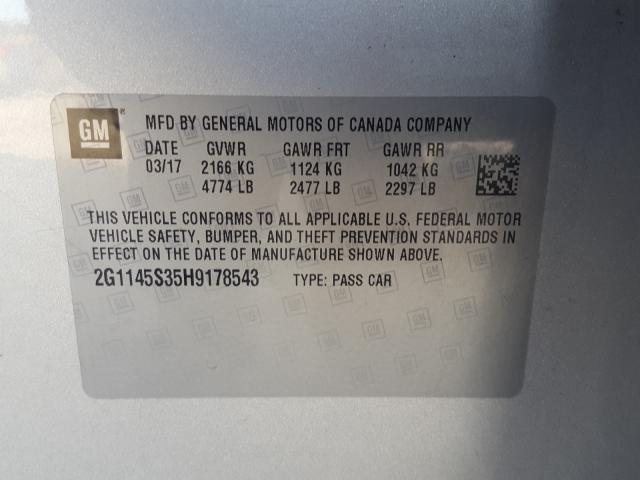 GM
MFD BY GENERAL MOTORS OF CANADA COMPANY
DATE GVWR GAWR FRT GAWR RR
03/17 2166 KG 1124 KG 1042 KG
4774 LB 2477 LB 2297 LB
THIS VEHICLE CONFORMS TO ALL APPLICABLE U.S. FEDERAL MOTOR
VEHICLE SAFETY, BUMPER, AND THEFT PREVENTION STANDARDS IN
EFFECT ON THE DATE OF MANUFACTURE SHOWN ABOVE.
2G1145S35H9178543 TYPE: PASS CAR